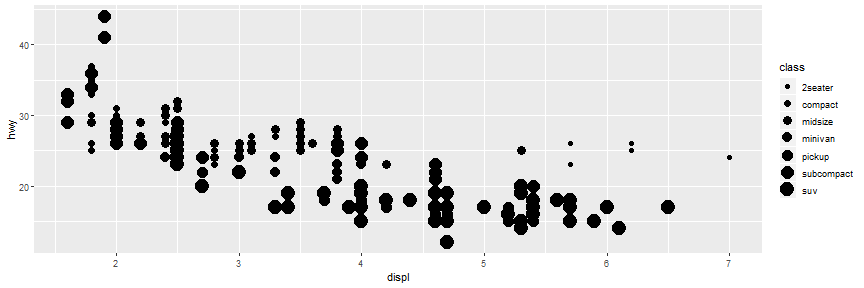 hwy
40
30
20
2 3 4 5 6 7
displ
class
2seater
compact
midsize
minivan
pickup
subcompact
suv